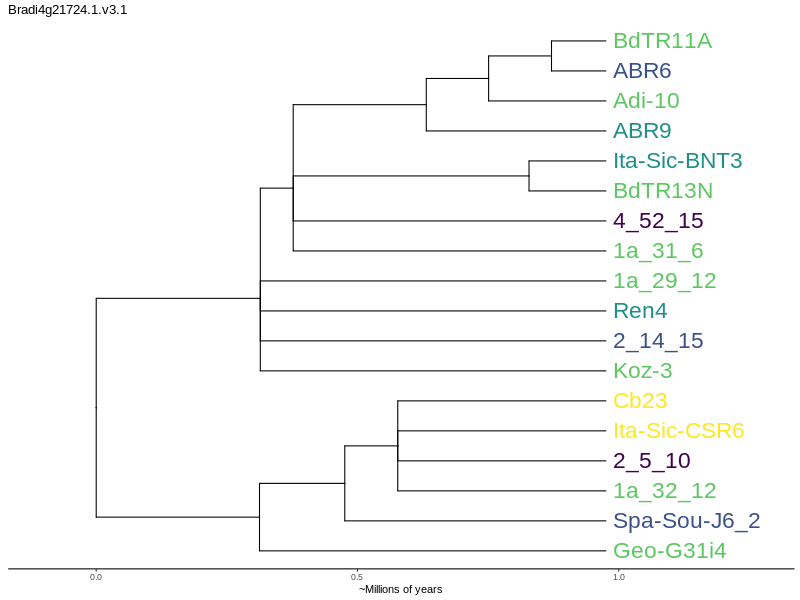 Bradi4g21724.1.v3.1
BdTR11A
ABR6
Adi-10
ABR9
Ita-Sic-BNT3
BdTR13N
4_52_15
1a_31_6
1a_29_12
Ren4
2_14_15
Koz-3
Cb23
Ita-Sic-CSR6
2_5_10
1a_32_12
Spa-Sou-J6_2
Geo-G31i4
0.0 0.5 1.0
~Millions of years